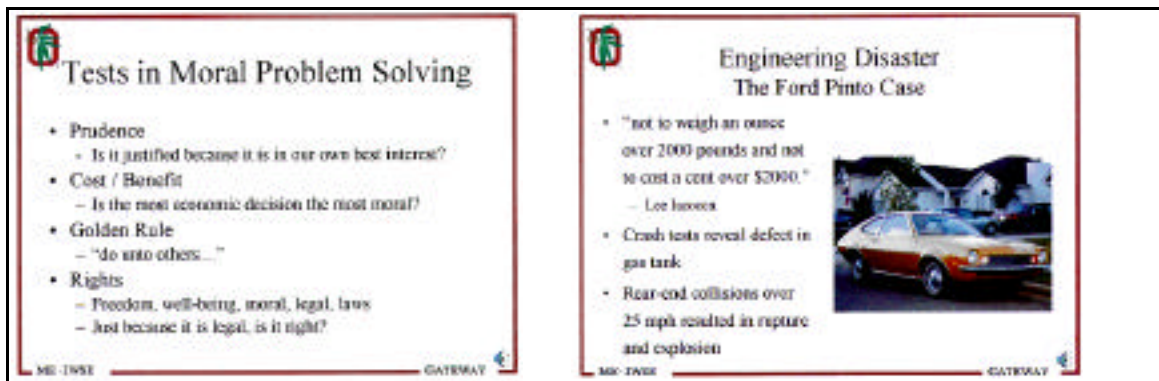 Tests in Moral Problem Solving
• Prudence
- Is it justified because it is in our own best interest?
• Cost / Benefit
– Is the most economic decision the most moral?
• Golden Rule
– "do unto others..."
• Rights
– Freedom, well-being, moral, legal, laws
– Just because it is legal, is it right?
GATEWAY
Engineering Disaster
The Ford Pinto Case
• "not to weigh an ounce
over 2000 pounds and not
to cost a cent over $2000."
– Lee Iacocca
• Crash tests reveal defect in
gas tank
• Rear-end collisions over
25 mph resulted in rupture
and explosion
GATEWAY